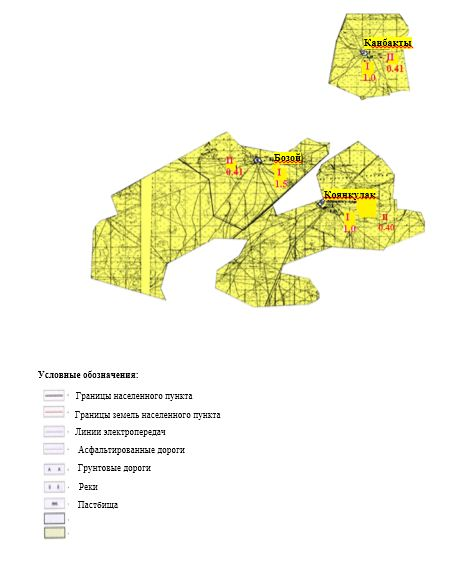 Канбакты
II
0.41
I
1.0
II
0.41
Бозой
I
1.5
Коянкулак
I
1.0
II
0.40
Условные обозначения:
Границы населенного пункта
Границы земель населенного пункта
Линии электропередач
Асфальтированные дороги
Грунтовые дороги
Реки
Пастбища